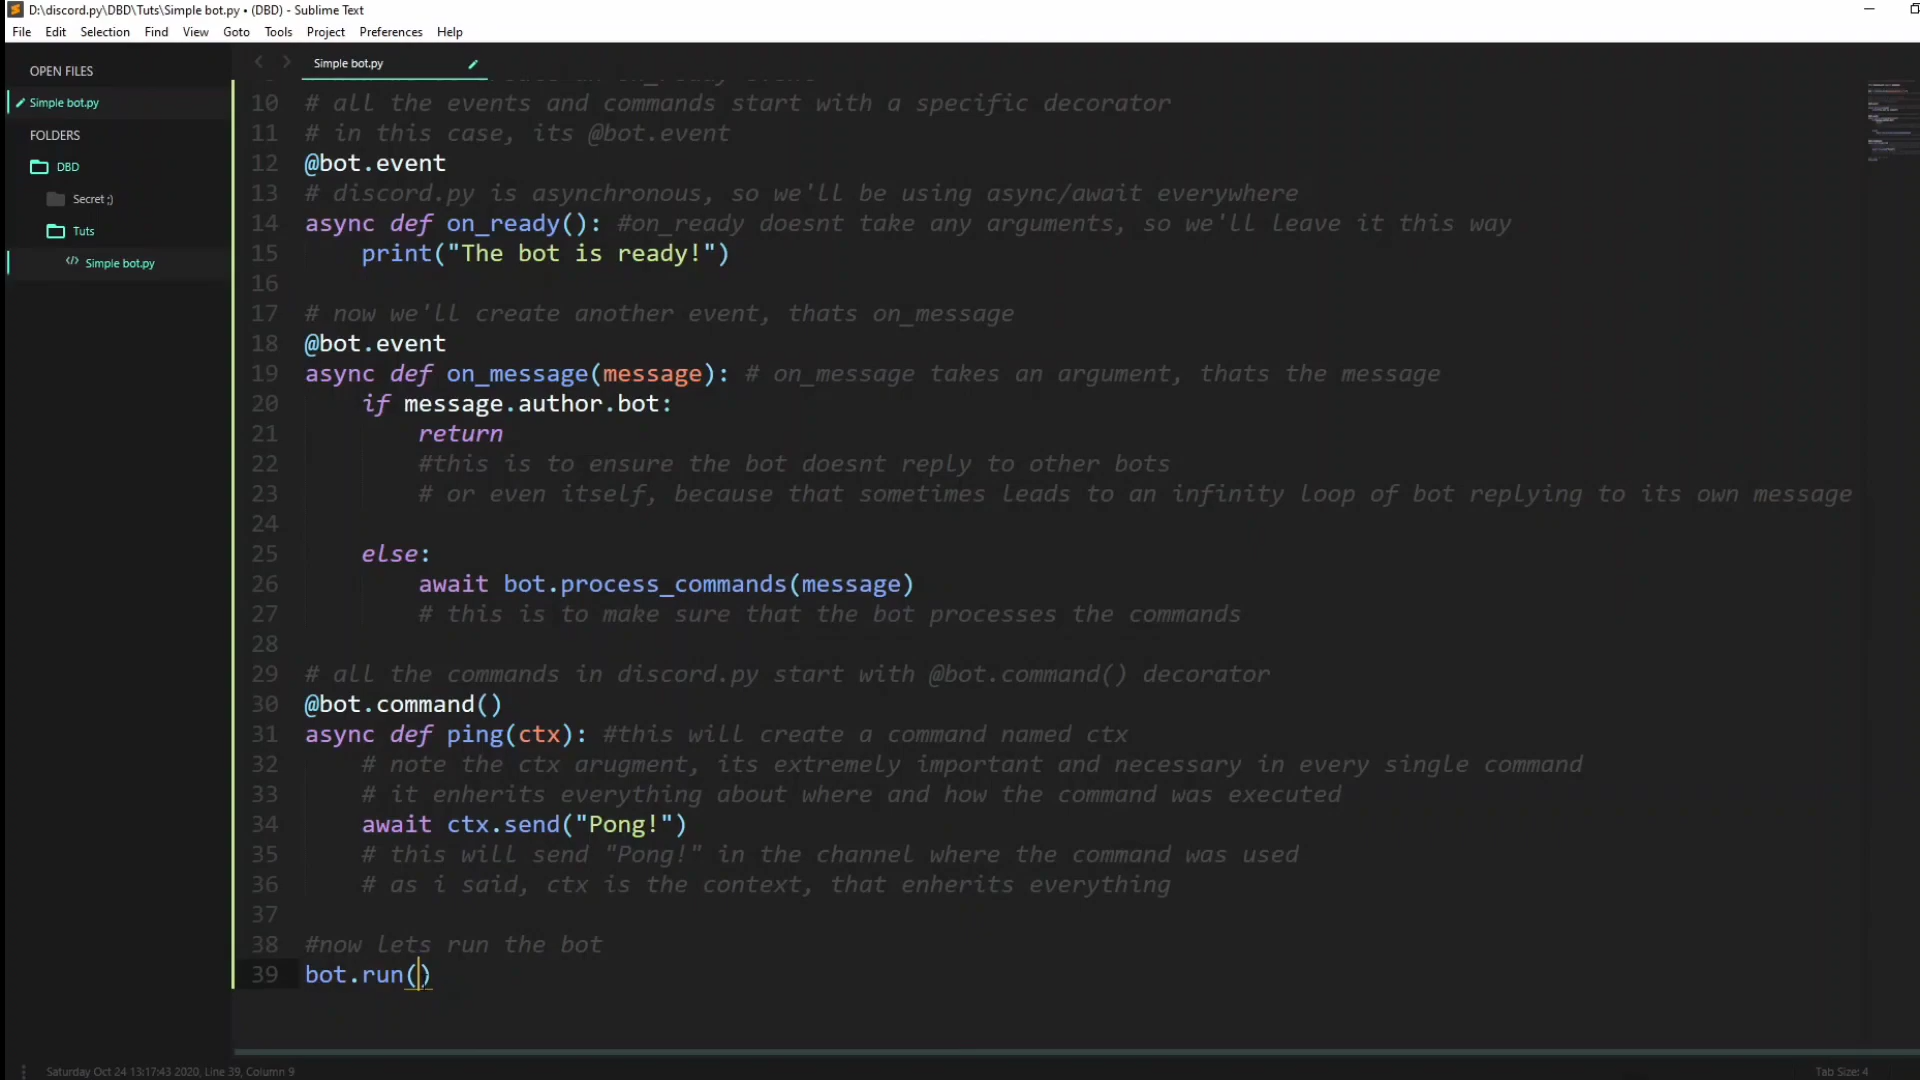 D:\discord.py\DBD\Tuts\Simple bot.py • (DBD) - Sublime Text
File Edit Selection Find View Goto Tools Project Preferences Help
OPEN FILES
Simple bot.py
FOLDERS
DBD
Secret ;)
Tuts
Simple bot.py
Simple bot.py
10 # all the events and commands start with a specific decorator
11 # in this case, its @bot.event
12 @bot.event
13 # discord.py is asynchronous, so we'll be using async/await everywhere
14 async def on_ready(): #on_ready doesnt take any arguments, so we'll leave it this way
15 print("The bot is ready!")
16
17 # now we'll create another event, thats on_message
18 @bot.event
19 async def on_message(message): # on_message takes an argument, thats the message
20 if message.author.bot:
21 return
22 #this is to ensure the bot doesnt reply to other bots
23 # or even itself, because that sometimes leads to an infinity loop of bot replying to its own message
24
25 else:
26 await bot.process_commands(message)
27 # this is to make sure that the bot processes the commands
28
29 # all the commands in discord.py start with @bot.command() decorator
30 @bot.command()
31 async def ping(ctx): #this will create a command named ctx
32 # note the ctx arugment, its extremely important and necessary in every single command
33 # it enherits everything about where and how the command was executed
34 await ctx.send("Pong!")
35 # this will send "Pong!" in the channel where the command was used
36 # as i said, ctx is the context, that enherits everything
37
38 #now lets run the bot
39 bot.run()
Saturday Oct 24 13:17:43 2020, Line 39, Column 9
Tab Size: 4